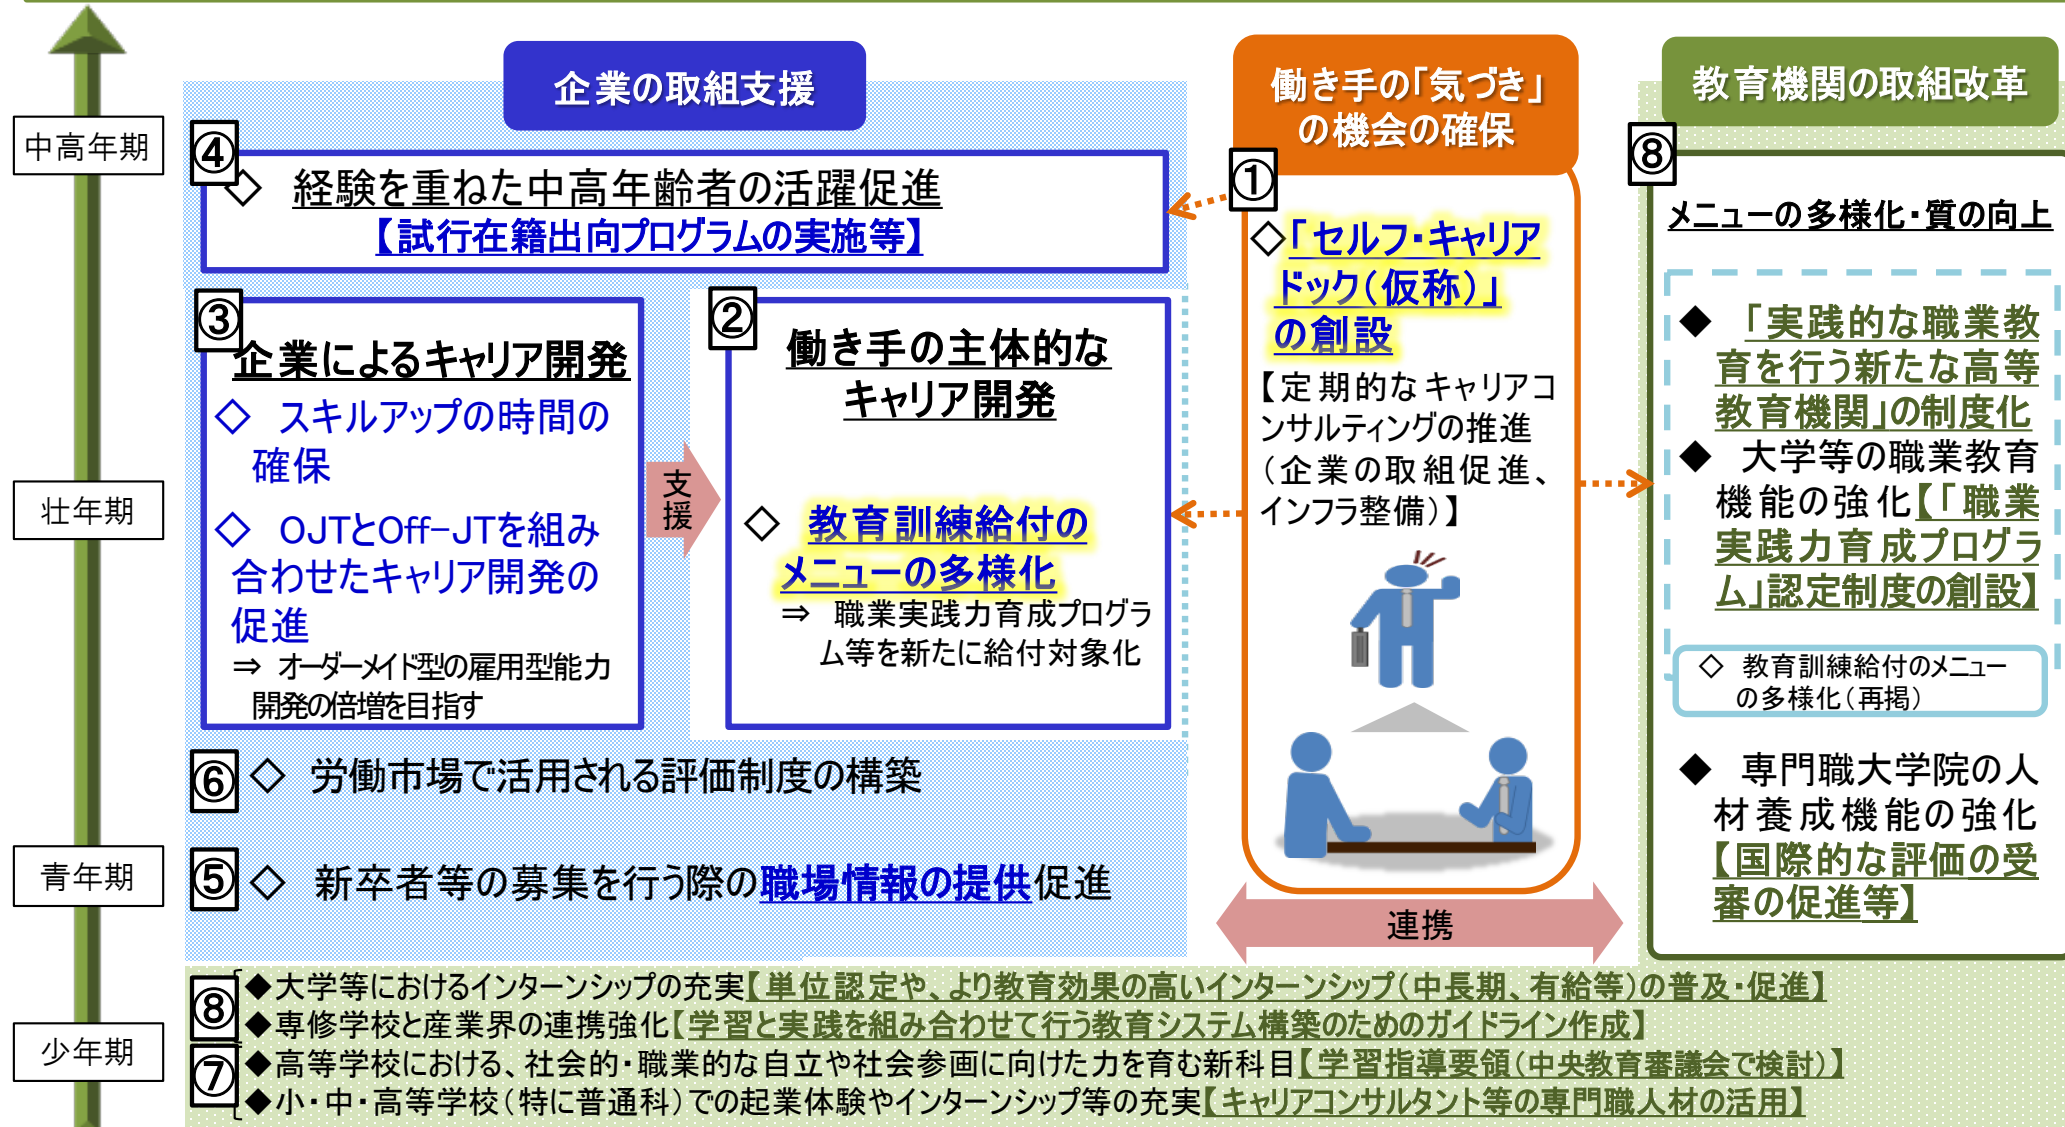 企業の取組支援
働き手の「気づき」
の機会の確保
教育機関の取組改革
中高年期
壮年期
青年期
少年期
④
◇ 経験を重ねた中高年齢者の活躍促進
【試行在籍出向プログラムの実施等】
③
企業によるキャリア開発
◇ スキルアップの時間の
確保
◇ OJTとOff-JTを組み
合わせたキャリア開発の
促進
⇒ オーダーメイド型の雇用型能力
開発の倍増を目指す
支援
②
働き手の主体的な
キャリア開発
◇ 教育訓練給付の
メニューの多様化
⇒ 職業実践力育成プログラ
ム等を新たに給付対象化
⑥
◇ 労働市場で活用される評価制度の構築
⑤
◇ 新卒者等の募集を行う際の職場情報の提供促進
①
◇「セルフ・キャリア
ドック(仮称)」
の創設
【定期的なキャリアコ
ンサルティングの推進
(企業の取組促進、
インフラ整備)】
連携
⑧
メニューの多様化・質の向上
◆ 「実践的な職業教
育を行う新たな高等
教育機関」の制度化
◆ 大学等の職業教育
機能の強化【「職業
実践力育成プログラ
ム」認定制度の創設】
◇ 教育訓練給付のメニュー
の多様化(再掲)
◆ 専門職大学院の人
材養成機能の強化
【国際的な評価の受
審の促進等】
⑧
◆大学等におけるインターンシップの充実【単位認定や、より教育効果の高いインターンシップ(中長期、有給等)の普及・促進】
◆専修学校と産業界の連携強化【学習と実践を組み合わせて行う教育システム構築のためのガイドライン作成】
⑦
◆高等学校における、社会的・職業的な自立や社会参画に向けた力を育む新科目【学習指導要領(中央教育審議会で検討)】
◆小・中・高等学校(特に普通科)での起業体験やインターンシップ等の充実【キャリアコンサルタント等の専門職人材の活用】